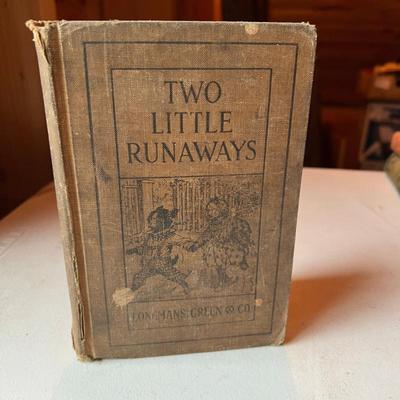 TWO
LITTLE
RUNAWAYS
LONGMANS, GREEN & CO.